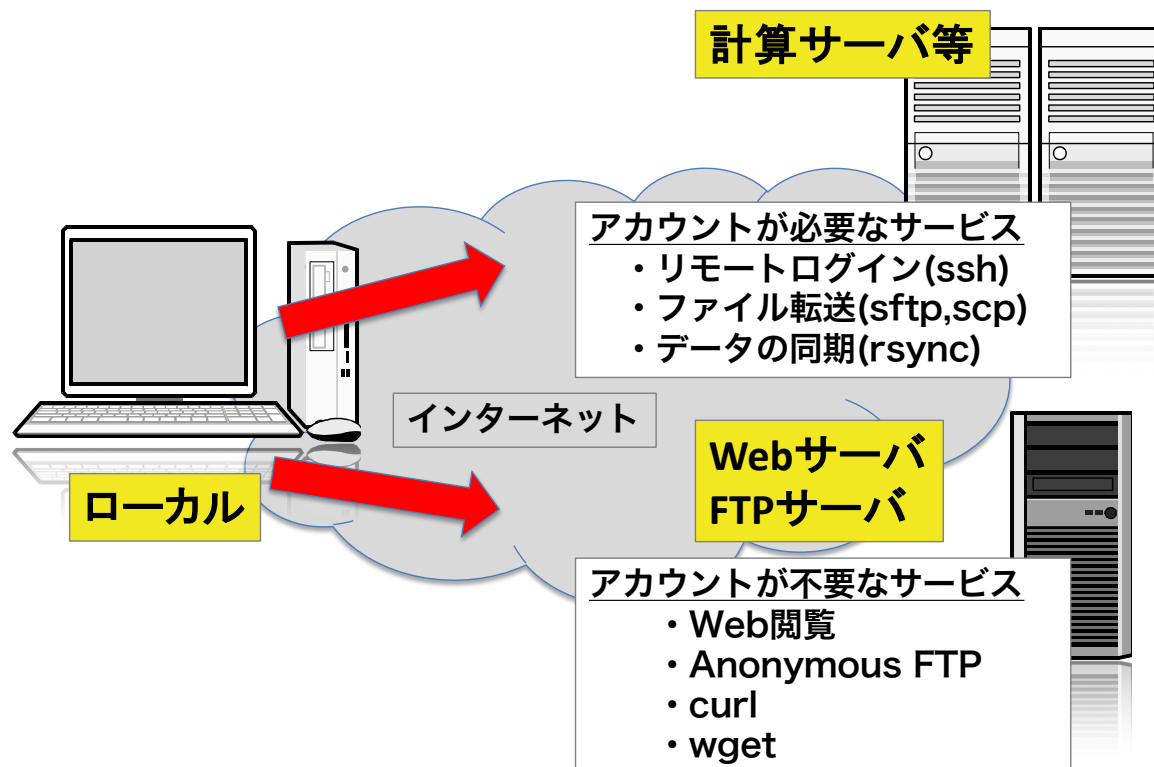 計算サーバ等
アカウントが必要なサービス
・リモートログイン(ssh)
・ファイル転送(sftp,scp)
・データの同期(rsync)
インターネット
ローカル
Webサーバ
FTPサーバ
アカウントが不要なサービス
・Web閲覧
・Anonymous FTP
・curl
・wget